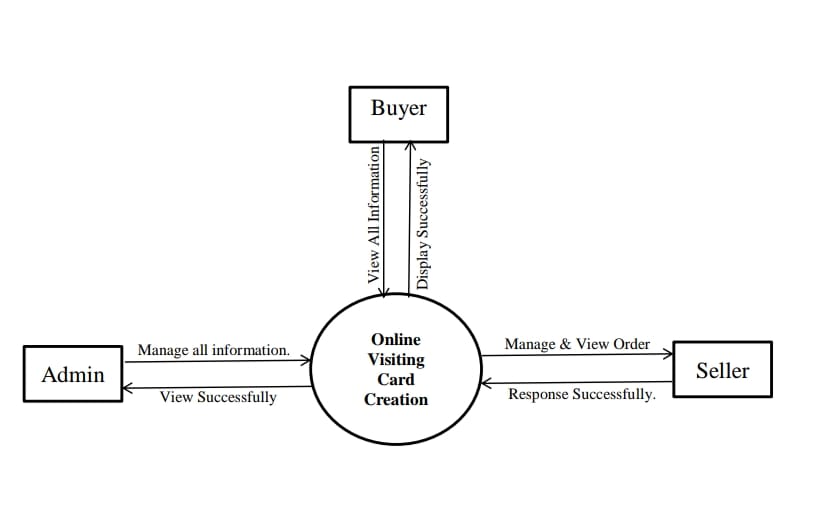 Buyer
View All Information
Display Successfully
Online
Visiting
Card
Creation
Manage all information.
Admin
View Successfully
Manage & View Order
Seller
Response Successfully.